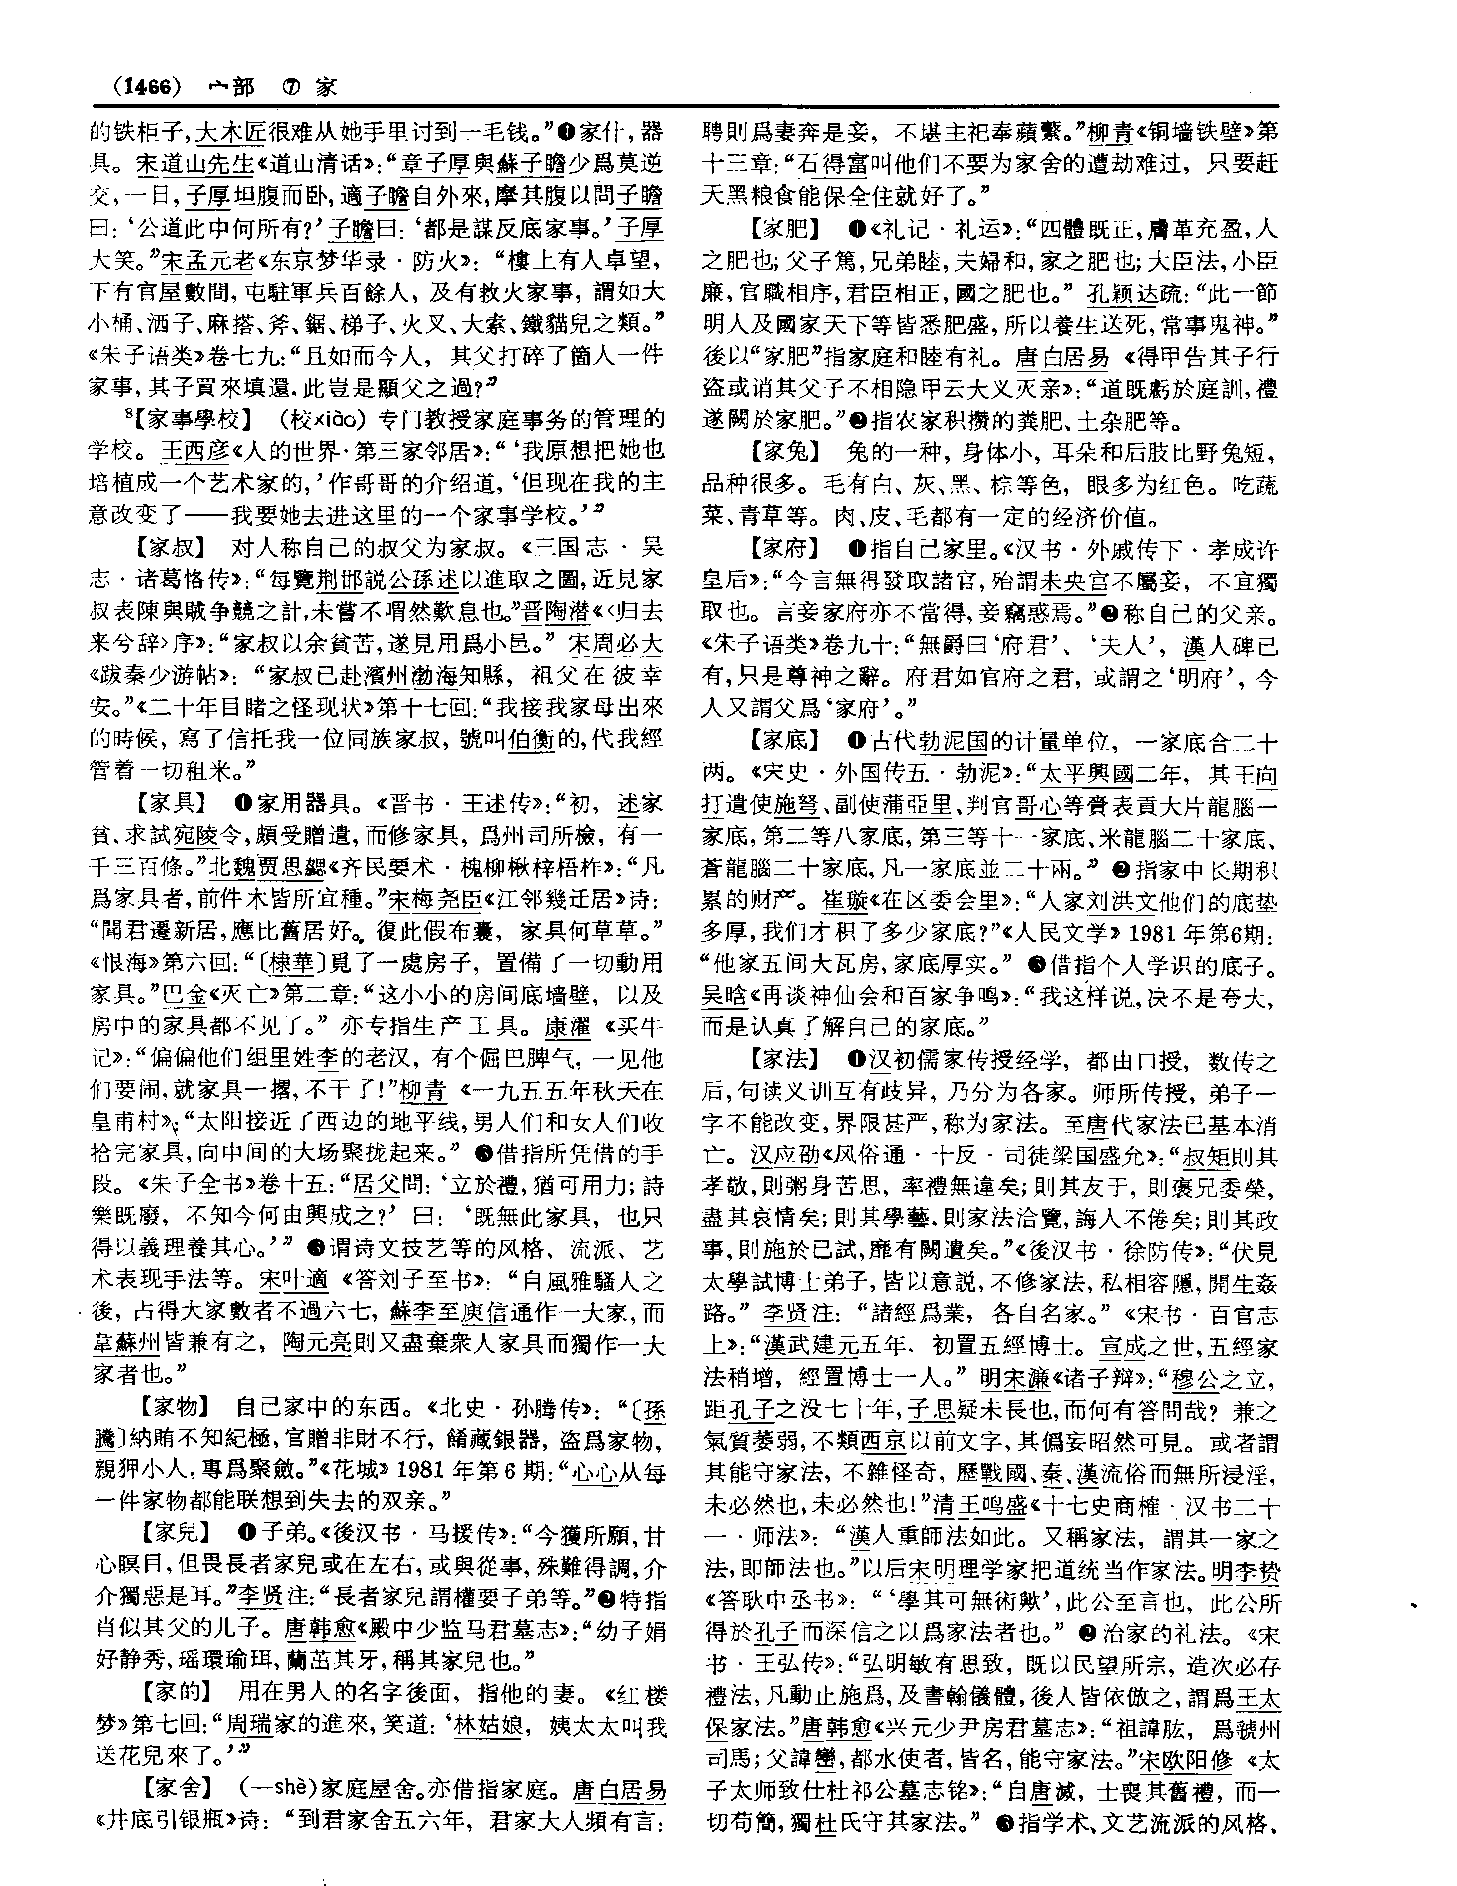 (1466) 宀部 ⑦ 家
的铁柜子,大木匠很难从她手里讨到一毛钱。”❹家什,器
具。宋道山先生《道山清话》:“章子厚與蘇子瞻少爲莫逆
交,一日,子厚坦腹而卧,適子瞻自外來,摩其腹以問子瞻
曰:‘公道此中何所有?’子瞻曰:‘都是謀反底家事。’子厚
大笑。”宋孟元老《东京梦华录·防火》:“樓上有人卓望,
下有官屋數間,屯駐軍兵百餘人,及有救火家事,謂如大
小桶、洒子、麻搭、斧、鋸、梯子、火叉、大索、鐵貓兒之類。”
《朱子语类》卷七九:“且如而今人,其父打碎了箇人一件
家事,其子買來填還,此豈是顯父之過?”
⁸【家事學校】 (校xiào)专门教授家庭事务的管理的
学校。王西彦《人的世界·第三家邻居》:“‘我原想把她也
培植成一个艺术家的,’作哥哥的介绍道,‘但现在我的主
意改变了——我要她去进这里的一个家事学校。’”
【家叔】 对人称自己的叔父为家叔。《三国志·吴
志·诸葛恪传》:“每覽荆邯説公孫述以進取之圖,近見家
叔表陳與賊争競之計,未嘗不喟然歎息也。”晋陶潜《〈归去
来兮辞〉序》:“家叔以余貧苦,遂見用爲小邑。”宋周必大
《跋秦少游帖》:“家叔已赴濱州渤海知縣,祖父在彼幸
安。”《二十年目睹之怪现状》第十七回:“我接我家母出來
的時候,寫了信托我一位同族家叔,號叫伯衡的,代我經
管着一切租米。”
【家具】 ❶家用器具。《晋书·王述传》:“初,述家
貧、求試宛陵令,頗受贈遺,而修家具,爲州司所檢,有一
千三百條。”北魏贾思勰《齐民要术·槐柳楸梓梧柞》:“凡
爲家具者,前件木皆所宜種。”宋梅尧臣《江邻幾迁居》诗:
“聞君遷新居,應比舊居好。復此假布囊,家具何草草。”
《恨海》第六回:“〔棣華〕覓了一處房子,置備了一切動用
家具。”巴金《灭亡》第二章:“这小小的房间底墙壁,以及
房中的家具都不见了。”亦专指生产工具。康濯《买牛
记》:“偏偏他们组里姓李的老汉,有个倔巴脾气,一见他
们要闹,就家具一撂,不干了!”柳青《一九五五年秋天在
皇甫村》:“太阳接近了西边的地平线,男人们和女人们收
拾完家具,向中间的大场聚拢起来。”❷借指所凭借的手
段。《朱子全书》卷十五:“居父問:‘立於禮,猶可用力;詩
樂既廢,不知今何由興成之?’曰:‘既無此家具,也只
得以義理養其心。’”❸谓诗文技艺等的风格、流派、艺
术表现手法等。宋叶適《答刘子至书》:“自風雅騷人之
後,占得大家數者不過六七,蘇李至庾信通作一大家,而
韋蘇州皆兼有之,陶元亮則又盡棄衆人家具而獨作一大
家者也。”
【家物】 自己家中的东西。《北史·孙腾传》:“〔孫
騰〕納賄不知紀極,官贈非財不行,餚藏銀器,盗爲家物,
親狎小人,專爲聚斂。”《花城》1981年第6期:“心心从每
一件家物都能联想到失去的双亲。”
【家兒】 ❶子弟。《後汉书·马援传》:“今獲所願,甘
心瞑目,但畏長者家兒或在左右,或與從事,殊難得調,介
介獨惡是耳。”李贤注:“長者家兒謂權要子弟等。”❷特指
肖似其父的儿子。唐韩愈《殿中少监马君墓志》:“幼子娟
好静秀,瑶環瑜珥,蘭茁其牙,稱其家兒也。”
【家的】 用在男人的名字後面,指他的妻。《红楼
梦》第七回:“周瑞家的進來,笑道:‘林姑娘,姨太太叫我
送花兒來了。’”
【家舍】 (—shè)家庭屋舍。亦借指家庭。唐白居易
《井底引银瓶》诗:“到君家舍五六年,君家大人頻有言:
聘則爲妻奔是妾,不堪主祀奉蘋蘩。”柳青《铜墙铁壁》第
十三章:“石得富叫他们不要为家舍的遭劫难过,只要赶
天黑粮食能保全住就好了。”
【家肥】 ❶《礼记·礼运》:“四體既正,膚革充盈,人
之肥也;父子篤,兄弟睦,夫婦和,家之肥也;大臣法,小臣
廉,官職相序,君臣相正,國之肥也。”孔颖达疏:“此一節
明人及國家天下等皆悉肥盛,所以養生送死,常事鬼神。”
後以“家肥”指家庭和睦有礼。唐白居易《得甲告其子行
盗或诮其父子不相隐甲云大义灭亲》:“道既虧於庭訓,禮
遂闕於家肥。”❷指农家积攒的粪肥、土杂肥等。
【家兔】 兔的一种,身体小,耳朵和后肢比野兔短,
品种很多。毛有白、灰、黑、棕等色,眼多为红色。吃蔬
菜、青草等。肉、皮、毛都有一定的经济价值。
【家府】 ❶指自己家里。《汉书·外戚传下·孝成许
皇后》:“今言無得發取諸官,殆謂未央宫不屬妾,不宜獨
取也。言妾家府亦不當得,妾竊惑焉。”❷称自己的父亲。
《朱子语类》卷九十:“無爵曰‘府君’、‘夫人’,漢人碑已
有,只是尊神之辭。府君如官府之君,或謂之‘明府’,今
人又謂父爲‘家府’。”
【家底】 ❶古代勃泥国的计量单位,一家底合二十
两。《宋史·外国传五·勃泥》:“太平興國二年,其王向
打遣使施弩、副使蒲亞里、判官哥心等賫表貢大片龍腦一
家底,第二等八家底,第三等十一家底、米龍腦二十家底、
蒼龍腦二十家底,凡一家底並二十兩。”❷指家中长期积
累的财产。崔璇《在区委会里》:“人家刘洪文他们的底垫
多厚,我们才积了多少家底?”《人民文学》1981年第6期:
“他家五间大瓦房,家底厚实。”❸借指个人学识的底子。
吴晗《再谈神仙会和百家争鸣》:“我这样说,决不是夸大,
而是认真了解自己的家底。”
【家法】 ❶汉初儒家传授经学,都由口授,数传之
后,句读义训互有歧异,乃分为各家。师所传授,弟子一
字不能改变,界限甚严,称为家法。至唐代家法已基本消
亡。汉应劭《风俗通·十反·司徒梁国盛允》:“叔矩則其
孝敬,則粥身苦思,率禮無違矣;則其友于,則褒兄委榮,
盡其哀情矣;則其學藝、則家法洽覽,誨人不倦矣;則其政
事,則施於已試,靡有闕遺矣。”《後汉书·徐防传》:“伏見
太學試博士弟子,皆以意説,不修家法,私相容隱,開生姦
路。”李贤注:“諸經爲業,各自名家。”《宋书·百官志
上》:“漢武建元五年,初置五經博士。宣成之世,五經家
法稍增,經置博士一人。”明宋濂《诸子辩》:“穆公之立,
距孔子之没七十年,子思疑未長也,而何有答問哉?兼之
氣質萎弱,不類西京以前文字,其僞妄昭然可見。或者謂
其能守家法,不雜怪奇,歷戰國、秦、漢流俗而無所浸淫,
未必然也,未必然也!”清王鸣盛《十七史商榷·汉书二十
一·师法》:“漢人重師法如此。又稱家法,謂其一家之
法,即師法也。”以后宋明理学家把道统当作家法。明李贽
《答耿中丞书》:“‘學其可無術歟’,此公至言也,此公所
得於孔子而深信之以爲家法者也。”❷治家的礼法。《宋
书·王弘传》:“弘明敏有思致,既以民望所宗,造次必存
禮法,凡動止施爲,及書翰儀體,後人皆依倣之,謂爲王太
保家法。”唐韩愈《兴元少尹房君墓志》:“祖諱肱,爲虢州
司馬;父諱巒,都水使者,皆名,能守家法。”宋欧阳修《太
子太师致仕杜祁公墓志铭》:“自唐滅,士喪其舊禮,而一
切苟簡,獨杜氏守其家法。”❸指学术、文艺流派的风格、